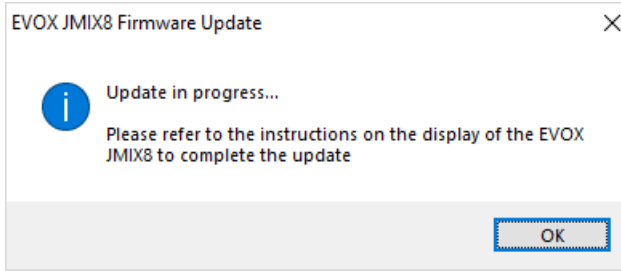 EVOX JMIX8 Firmware Update
Update in progress...
Please refer to the instructions on the display of the EVOX
JMIX8 to complete the update
OK